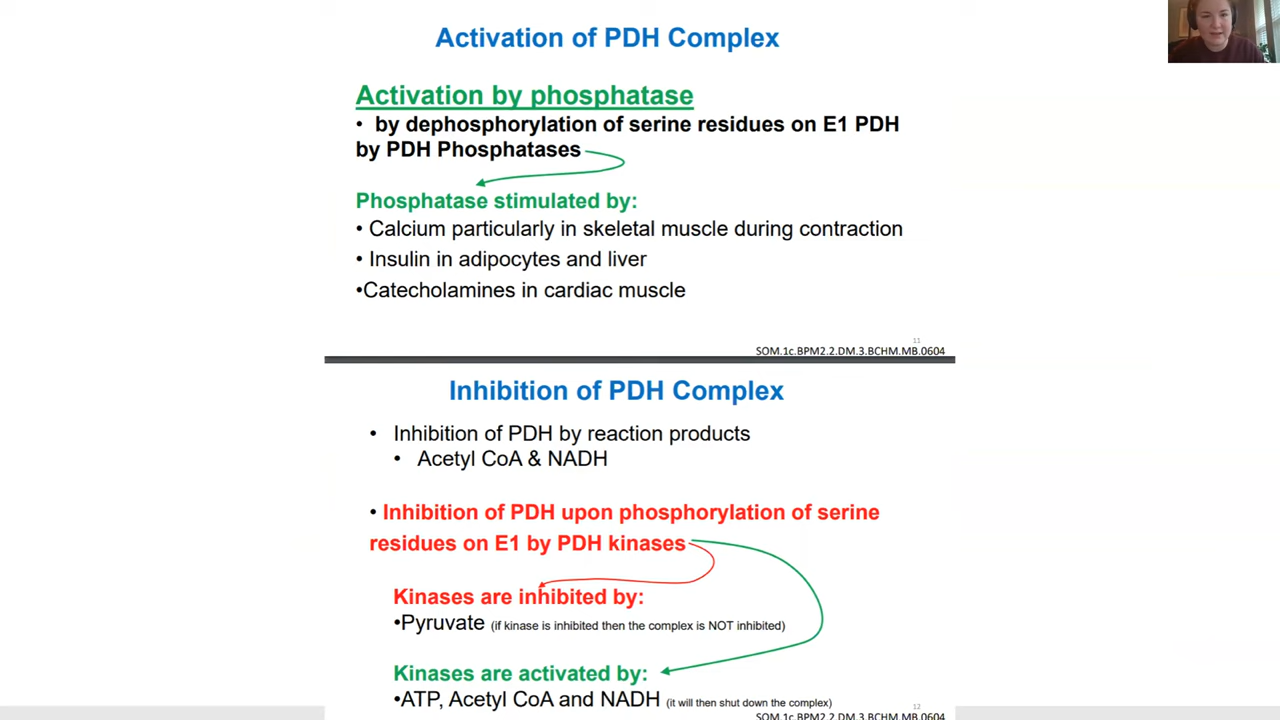 Activation of PDH Complex
Activation by phosphatase
• by dephosphorylation of serine residues on E1 PDH
by PDH Phosphatases
Phosphatase stimulated by:
• Calcium particularly in skeletal muscle during contraction
• Insulin in adipocytes and liver
•Catecholamines in cardiac muscle
11
SOM.1c.BPM2.2.DM.3.BCHM.MB.0604
Inhibition of PDH Complex
• Inhibition of PDH by reaction products
• Acetyl CoA & NADH
• Inhibition of PDH upon phosphorylation of serine
residues on E1 by PDH kinases
Kinases are inhibited by:
•Pyruvate (if kinase is inhibited then the complex is NOT inhibited)
Kinases are activated by:
•ATP, Acetyl CoA and NADH (it will then shut down the complex)
12
SOM.1c.BPM2.2.DM.3.BCHM.MB.0604